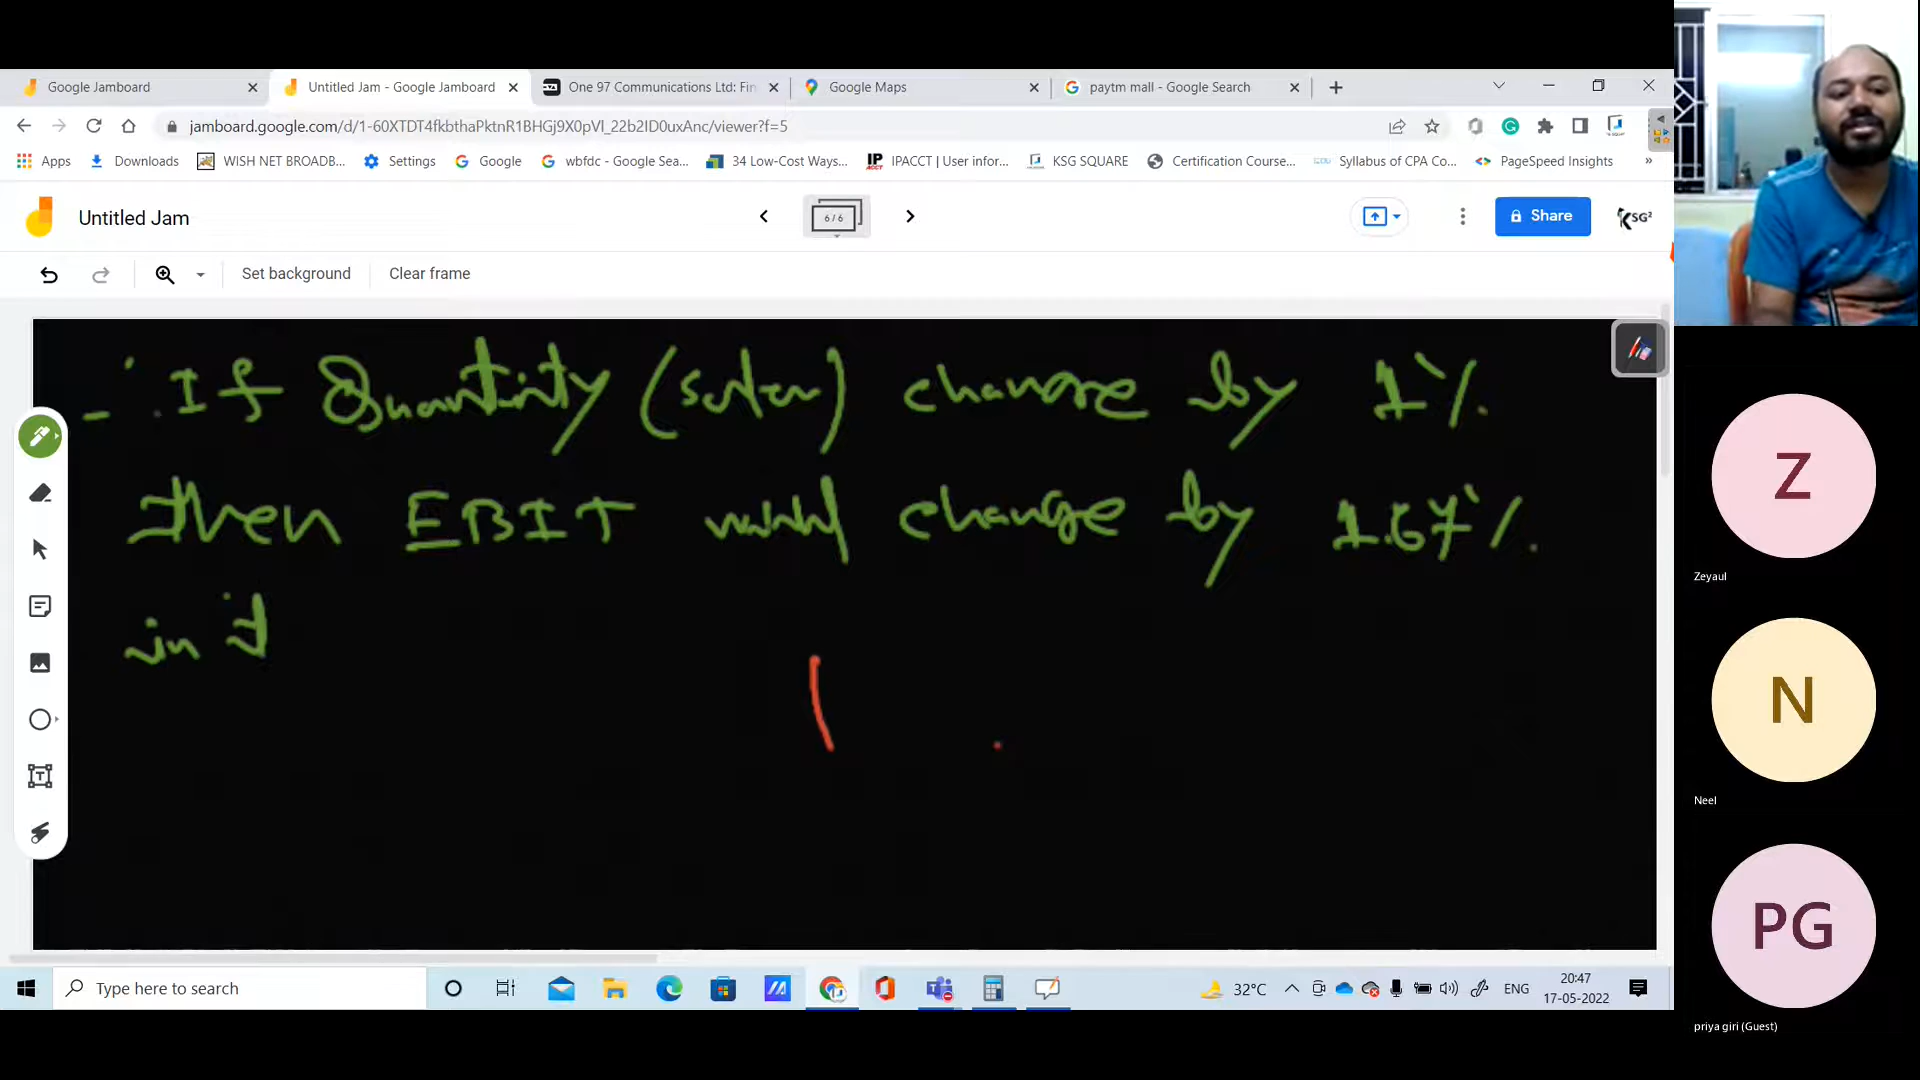 Google Jamboard
Untitled Jam - Google Jamboard
One 97 Communications Ltd: Fin
Google Maps
paytm mall - Google Search
jamboard.google.com/d/1-60XTDT4fkbthaPktnR1BHGj9X0pVl_22b2ID0uxAnc/viewer?f=5
Apps
Downloads
WISH NET BROADB...
Settings
Google
wbfdc - Google Sea...
34 Low-Cost Ways...
IP
IPACCT
IPACCT | User infor...
KSG SQUARE
Certification Course...
Syllabus of CPA Co...
PageSpeed Insights
»
Untitled Jam
6 / 6
Share
KSG²
Set background
Clear frame
- If Quantity (sales) change by 1%.
then EBIT will change by 1.67%.
in
Type here to search
32°C
ENG
20:47
17-05-2022
Z
Zeyaul
N
Neel
PG
priya giri (Guest)